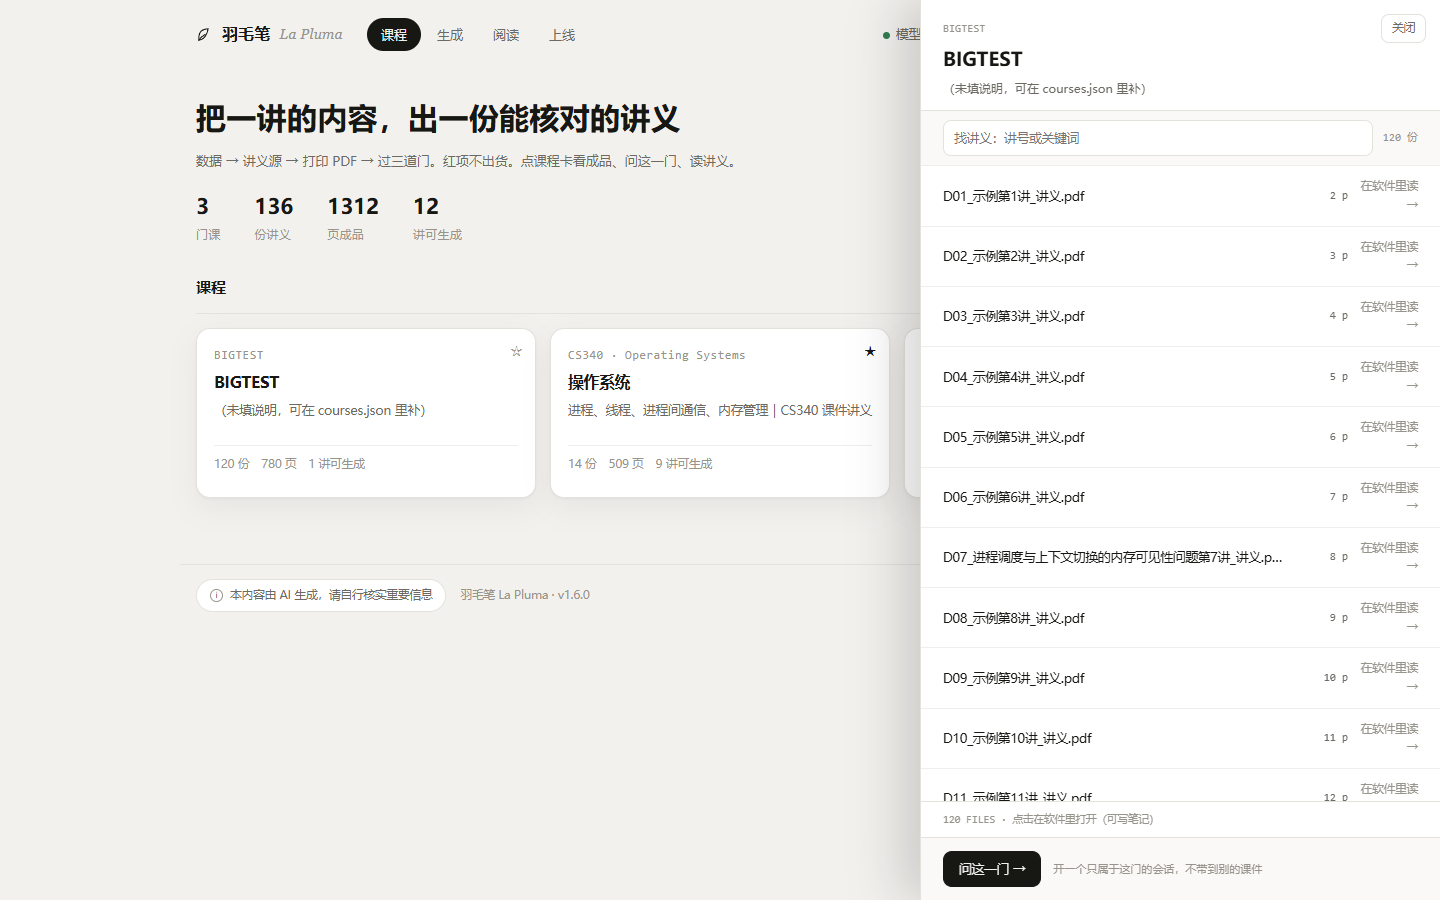 羽毛笔 La Pluma 课程 生成 阅读 上线 模型
把一讲的内容，出一份能核对的讲义
数据 → 讲义源 → 打印 PDF → 过三道门。红项不出货。点课程卡看成品、问这一门、读讲义。
3 136 1312 12
门课 份讲义 页成品 讲可生成
课程
BIGTEST ☆
BIGTEST
（未填说明，可在 courses.json 里补）
120 份 780 页 1 讲可生成
CS340 · Operating Systems ★
操作系统
进程、线程、进程间通信、内存管理 | CS340 课件讲义
14 份 509 页 9 讲可生成
本内容由 AI 生成，请自行核实重要信息 羽毛笔 La Pluma · v1.6.0
BIGTEST 关闭
BIGTEST
（未填说明，可在 courses.json 里补）
找讲义：讲号或关键词 120 份
D01_示例第1讲_讲义.pdf 2 p 在软件里读 →
D02_示例第2讲_讲义.pdf 3 p 在软件里读 →
D03_示例第3讲_讲义.pdf 4 p 在软件里读 →
D04_示例第4讲_讲义.pdf 5 p 在软件里读 →
D05_示例第5讲_讲义.pdf 6 p 在软件里读 →
D06_示例第6讲_讲义.pdf 7 p 在软件里读 →
D07_进程调度与上下文切换的内存可见性问题第7讲_讲义.p... 8 p 在软件里读 →
D08_示例第8讲_讲义.pdf 9 p 在软件里读 →
D09_示例第9讲_讲义.pdf 10 p 在软件里读 →
D10_示例第10讲_讲义.pdf 11 p 在软件里读 →
D11_示例第11讲_讲义.pdf 12 p 在软件里读
120 FILES · 点击在软件里打开（可写笔记）
问这一门 → 开一个只属于这门的会话，不带到别的课件